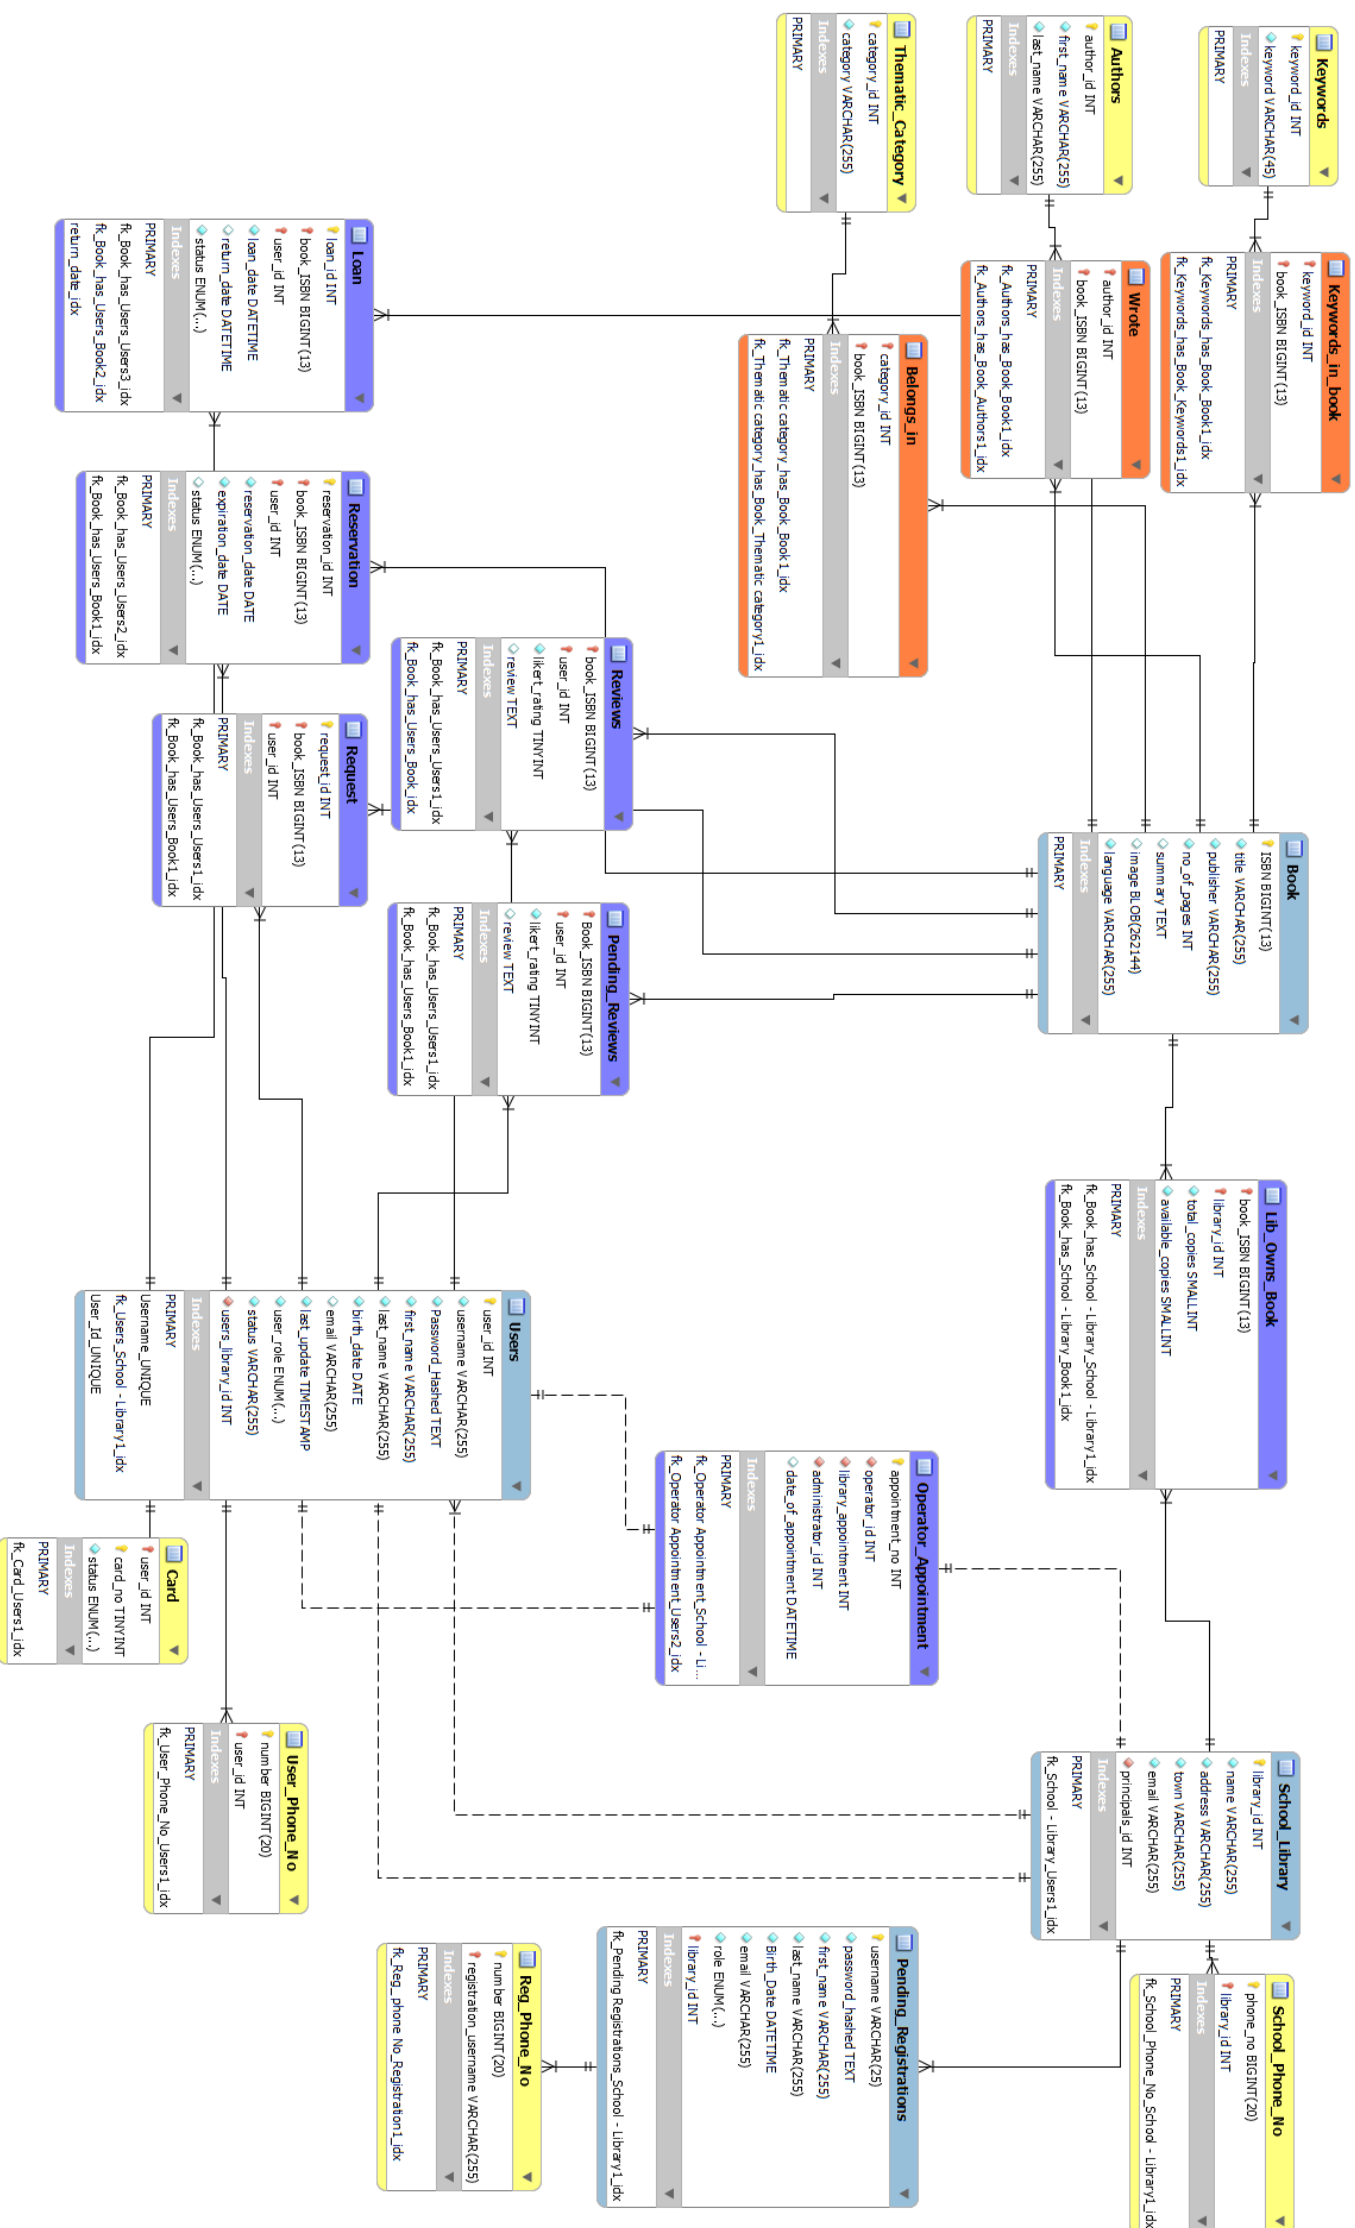 Keywords
keyword_id INT
keyword VARCHAR(45)
Indexes
PRIMARY
Authors
author_id INT
first_name VARCHAR(255)
last_name VARCHAR(255)
Indexes
PRIMARY
Thematic_Category
category_id INT
category VARCHAR(255)
Indexes
PRIMARY
Keywords_in_book
keyword_id INT
book_ISBN BIGINT(13)
Indexes
PRIMARY
fk_Keywords_has_Book_Book1_idx
fk_Keywords_has_Book_Keywords1_idx
Wrote
author_id INT
book_ISBN BIGINT(13)
Indexes
PRIMARY
fk_Authors_has_Book_Book1_idx
fk_Authors_has_Book_Authors1_idx
Belongs_in
category_id INT
book_ISBN BIGINT(13)
Indexes
PRIMARY
fk_Thematic category_has_Book_Book1_idx
fk_Thematic category_has_Book_Thematic category1_idx
Loan
loan_id INT
book_ISBN BIGINT(13)
user_id INT
loan_date DATETIME
return_date DATETIME
status ENUM(...)
Indexes
PRIMARY
fk_Book_has_Users_Users3_idx
fk_Book_has_Users_Book2_idx
return_date_idx
Reservation
reservation_id INT
book_ISBN BIGINT(13)
user_id INT
reservation_date DATE
expiration_date DATE
status ENUM(...)
Indexes
PRIMARY
fk_Book_has_Users_Users2_idx
fk_Book_has_Users_Book1_idx
Reviews
book_ISBN BIGINT(13)
user_id INT
likert_rating TINYINT
review TEXT
Indexes
PRIMARY
fk_Book_has_Users_Users1_idx
fk_Book_has_Users_Book_idx
Request
request_id INT
book_ISBN BIGINT(13)
user_id INT
Indexes
PRIMARY
fk_Book_has_Users_Users1_idx
fk_Book_has_Users_Book1_idx
Book
ISBN BIGINT(13)
title VARCHAR(255)
publisher VARCHAR(255)
no_of_pages INT
summary TEXT
image BLOB(262144)
language VARCHAR(255)
Indexes
PRIMARY
Pending_Reviews
Book_ISBN BIGINT(13)
user_id INT
likert_rating TINYINT
review TEXT
Indexes
PRIMARY
fk_Book_has_Users_Users1_idx
fk_Book_has_Users_Book1_idx
Lib_Owns_Book
book_ISBN BIGINT(13)
library_id INT
total_copies SMALLINT
available_copies SMALLINT
Indexes
PRIMARY
fk_Book_has_School - Library_School - Library1_idx
fk_Book_has_School - Library_Book1_idx
Users
user_id INT
username VARCHAR(255)
Password_Hashed TEXT
first_name VARCHAR(255)
last_name VARCHAR(255)
birth_date DATE
email VARCHAR(255)
last_update TIMESTAMP
user_role ENUM(...)
status VARCHAR(255)
users_library_id INT
Indexes
PRIMARY
Username_UNIQUE
fk_Users_School - Library1_idx
User_Id_UNIQUE
Operator_Appointment
appointment_no INT
operator_id INT
library_appointment INT
administrator_id INT
date_of_appointment DATETIME
Indexes
PRIMARY
fk_Operator Appointment_School - Li...
fk_Operator Appointment_Users2_idx
Card
user_id INT
card_no TINYINT
status ENUM(...)
Indexes
PRIMARY
fk_Card_Users1_idx
User_Phone_No
number BIGINT(20)
user_id INT
Indexes
PRIMARY
fk_User_Phone_No_Users1_idx
School_Library
library_id INT
name VARCHAR(255)
address VARCHAR(255)
town VARCHAR(255)
email VARCHAR(255)
principals_id INT
Indexes
PRIMARY
fk_School - Library_Users1_idx
School_Phone_No
phone_no BIGINT(20)
library_id INT
Indexes
PRIMARY
fk_School_Phone_No_School - Library1_idx
Pending_Registrations
username VARCHAR(25)
password_hashed TEXT
first_name VARCHAR(255)
last_name VARCHAR(255)
Birth_Date DATETIME
email VARCHAR(255)
role ENUM(...)
library_id INT
Indexes
PRIMARY
fk_Pending Registrations_School - Library1_idx
Reg_Phone_No
number BIGINT(20)
registration_username VARCHAR(255)
Indexes
PRIMARY
fk_Reg_phone No_Registration1_idx